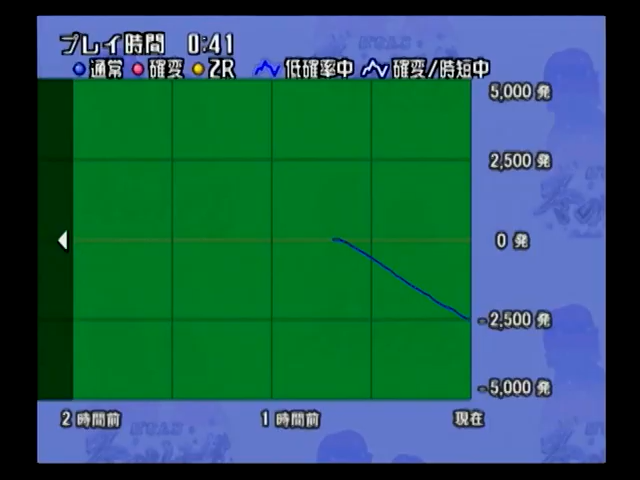 プレイ時間 0:41
通常 確変 2R 低確率中 確変/時短中
5,000 発
2,500 発
0 発
-2,500 発
-5,000 発
2 時間前 1 時間前 現在